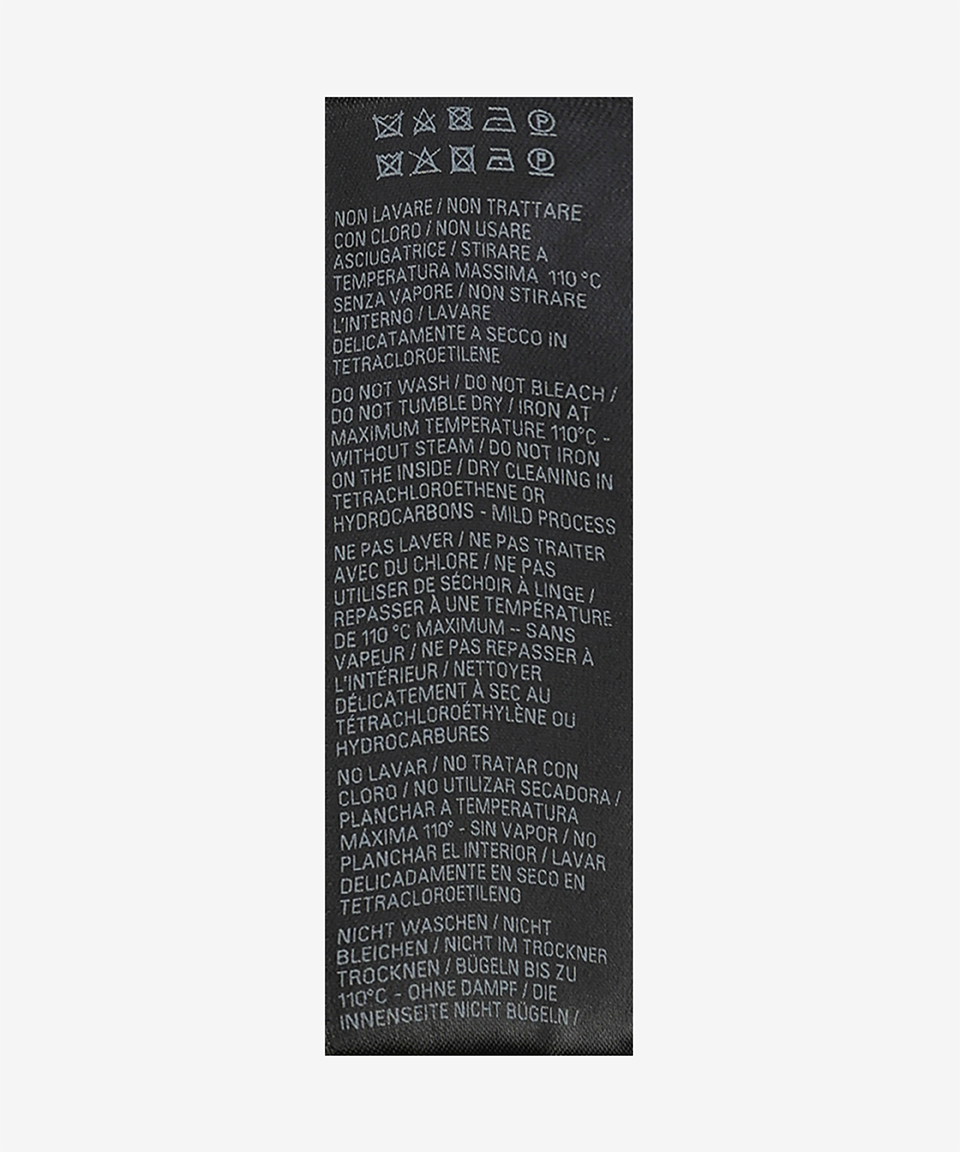 NON LAVARE / NON TRATTARE
CON CLORO / NON USARE
ASCIUGATRICE / STIRARE A
TEMPERATURA MASSIMA 110 °C
SENZA VAPORE / NON STIRARE
L'INTERNO / LAVARE
DELICATAMENTE A SECCO IN
TETRACLOROETILENE
DO NOT WASH / DO NOT BLEACH /
DO NOT TUMBLE DRY / IRON AT
MAXIMUM TEMPERATURE 110°C -
WITHOUT STEAM / DO NOT IRON
ON THE INSIDE / DRY CLEANING IN
TETRACHLOROETHENE OR
HYDROCARBONS - MILD PROCESS
NE PAS LAVER / NE PAS TRAITER
AVEC DU CHLORE / NE PAS
UTILISER DE SÉCHOIR À LINGE /
REPASSER À UNE TEMPÉRATURE
DE 110 °C MAXIMUM – SANS
VAPEUR / NE PAS REPASSER À
L'INTÉRIEUR / NETTOYER
DÉLICATEMENT À SEC AU
TÉTRACHLOROÉTHYLÈNE OU
HYDROCARBURES
NO LAVAR / NO TRATAR CON
CLORO / NO UTILIZAR SECADORA /
PLANCHAR A TEMPERATURA
MÁXIMA 110° - SIN VAPOR / NO
PLANCHAR EL INTERIOR / LAVAR
DELICADAMENTE EN SECO EN
TETRACLOROETILENO
NICHT WASCHEN / NICHT
BLEICHEN / NICHT IM TROCKNER
TROCKNEN / BÜGELN BIS ZU
110°C - OHNE DAMPF / DIE
INNENSEITE NICHT BÜGELN /